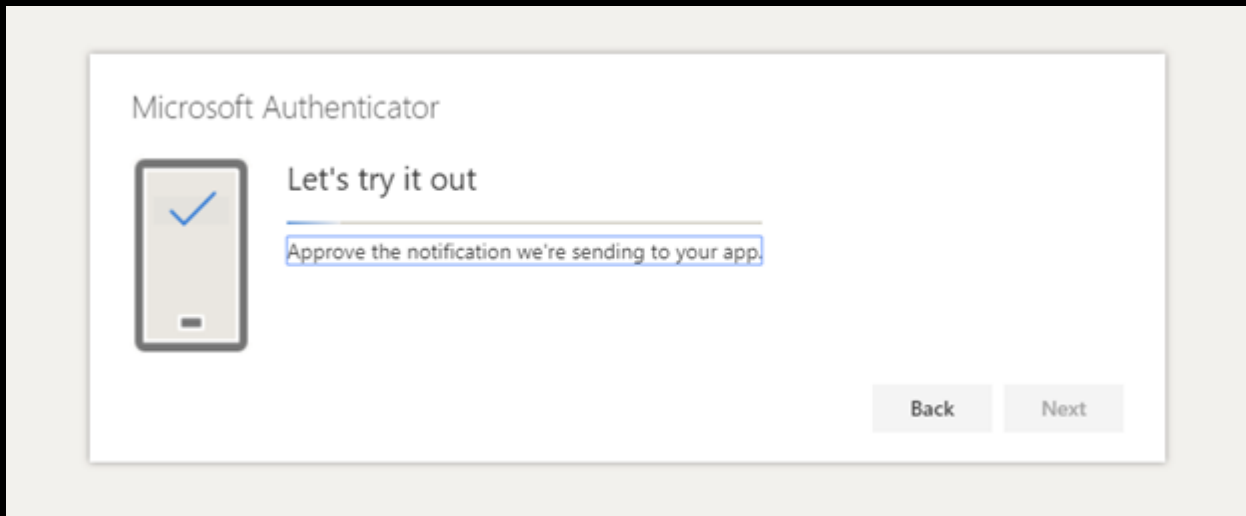 Microsoft Authenticator
Let's try it out
Approve the notification we're sending to your app.
Back
Next